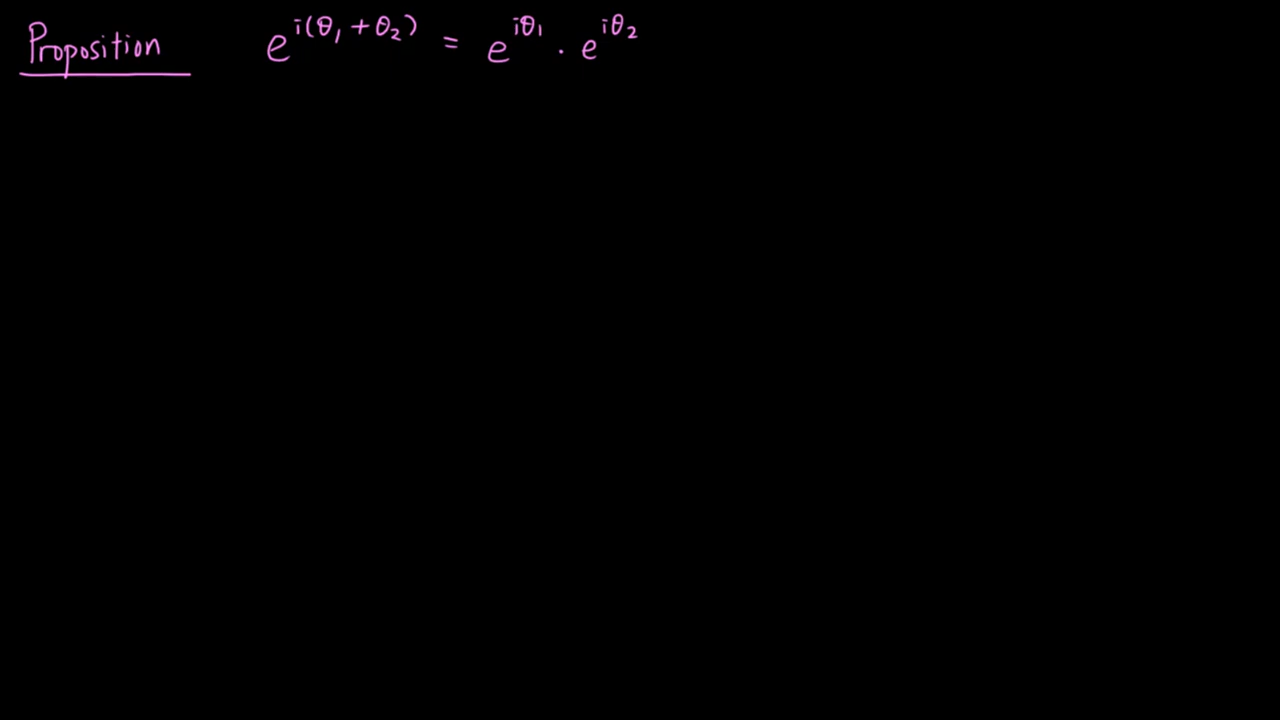 Proposition e^{i(θ₁ + θ₂)} = e^{iθ₁} · e^{iθ₂}